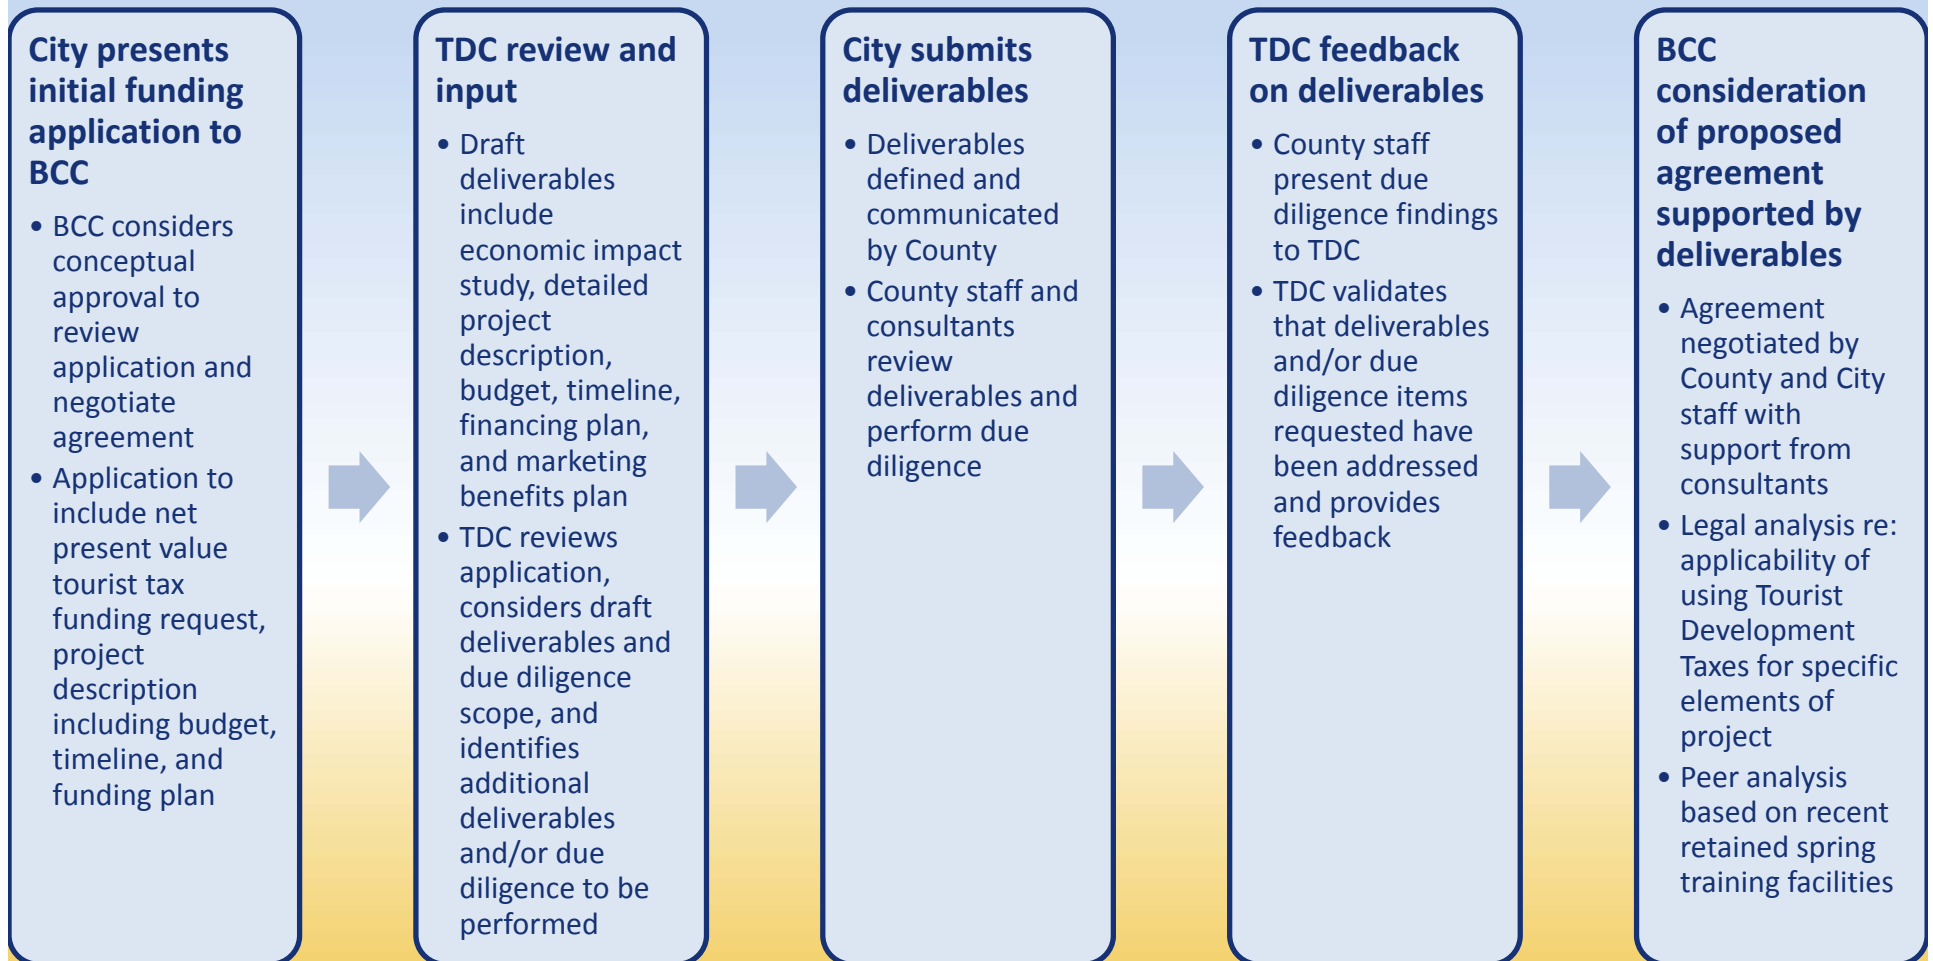 City presents
initial funding
application to
BCC
• BCC considers
conceptual
approval to
review
application and
negotiate
agreement
• Application to
include net
present value
tourist tax
funding request,
project
description
including budget,
timeline, and
funding plan
TDC review and
input
• Draft
deliverables
include
economic impact
study, detailed
project
description,
budget, timeline,
financing plan,
and marketing
benefits plan
• TDC reviews
application,
considers draft
deliverables and
due diligence
scope, and
identifies
additional
deliverables
and/or due
diligence to be
performed
City submits
deliverables
• Deliverables
defined and
communicated
by County
• County staff and
consultants
review
deliverables and
perform due
diligence
TDC feedback
on deliverables
• County staff
present due
diligence findings
to TDC
• TDC validates
that deliverables
and/or due
diligence items
requested have
been addressed
and provides
feedback
BCC
consideration
of proposed
agreement
supported by
deliverables
• Agreement
negotiated by
County and City
staff with
support from
consultants
• Legal analysis re:
applicability of
using Tourist
Development
Taxes for specific
elements of
project
• Peer analysis
based on recent
retained spring
training facilities